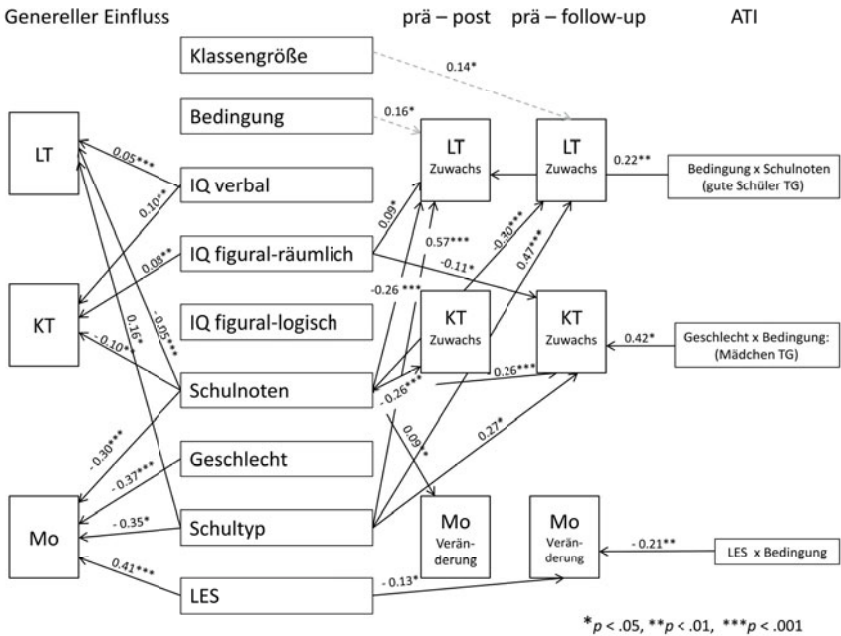 Genereller Einfluss
prä – post
prä – follow-up
ATI
Klassengröße
Bedingung
IQ verbal
IQ figural-räumlich
IQ figural-logisch
Schulnoten
Geschlecht
Schultyp
LES
LT
KT
Mo
0.05***
0.10**
0.08**
- 0.05***
- 0.10**
0.16*
- 0.30***
- 0.37***
- 0.35*
0.41***
0.14*
0.16*
0.09*
0.57***
-0.30***
0.47***
-0.11*
-0.26 ***
- 0.26***
0.26***
0.09**
0.27*
- 0.13*
LT
Zuwachs
KT
Zuwachs
Mo
Verän-
derung
LT
Zuwachs
KT
Zuwachs
Mo
Verän-
derung
0.22**
Bedingung x Schulnoten
(gute Schüler TG)
0.42*
Geschlecht x Bedingung:
(Mädchen TG)
- 0.21**
LES x Bedingung
*p < .05, **p < .01, ***p < .001